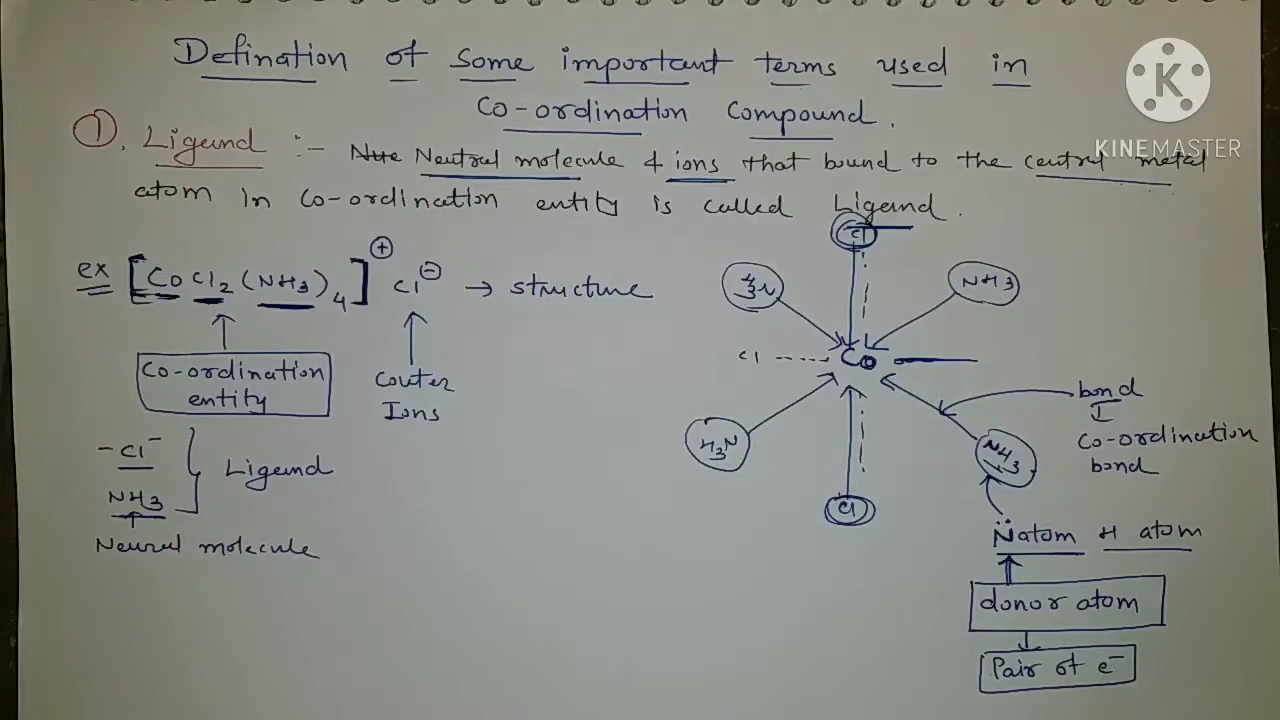 Defination of Some important terms used in
Co-ordination Compound.
①. Ligand :- Neutral molecule & ions that bound to the central metal
atom in Co-ordination entity is called Ligand.
ex [CoCl2(NH3)4]⊕ Cl⊖ → structure
Co-ordination
entity
Couter
Ions
-Cl-
NH3
Ligand
Neural molecule
Cl
H3N
NH3
Cl
Co
H3N
NH3
Cl
bond
Co-ordination
bond
N̈ atom H atom
donor atom
Pair of e-
K
KINEMASTER